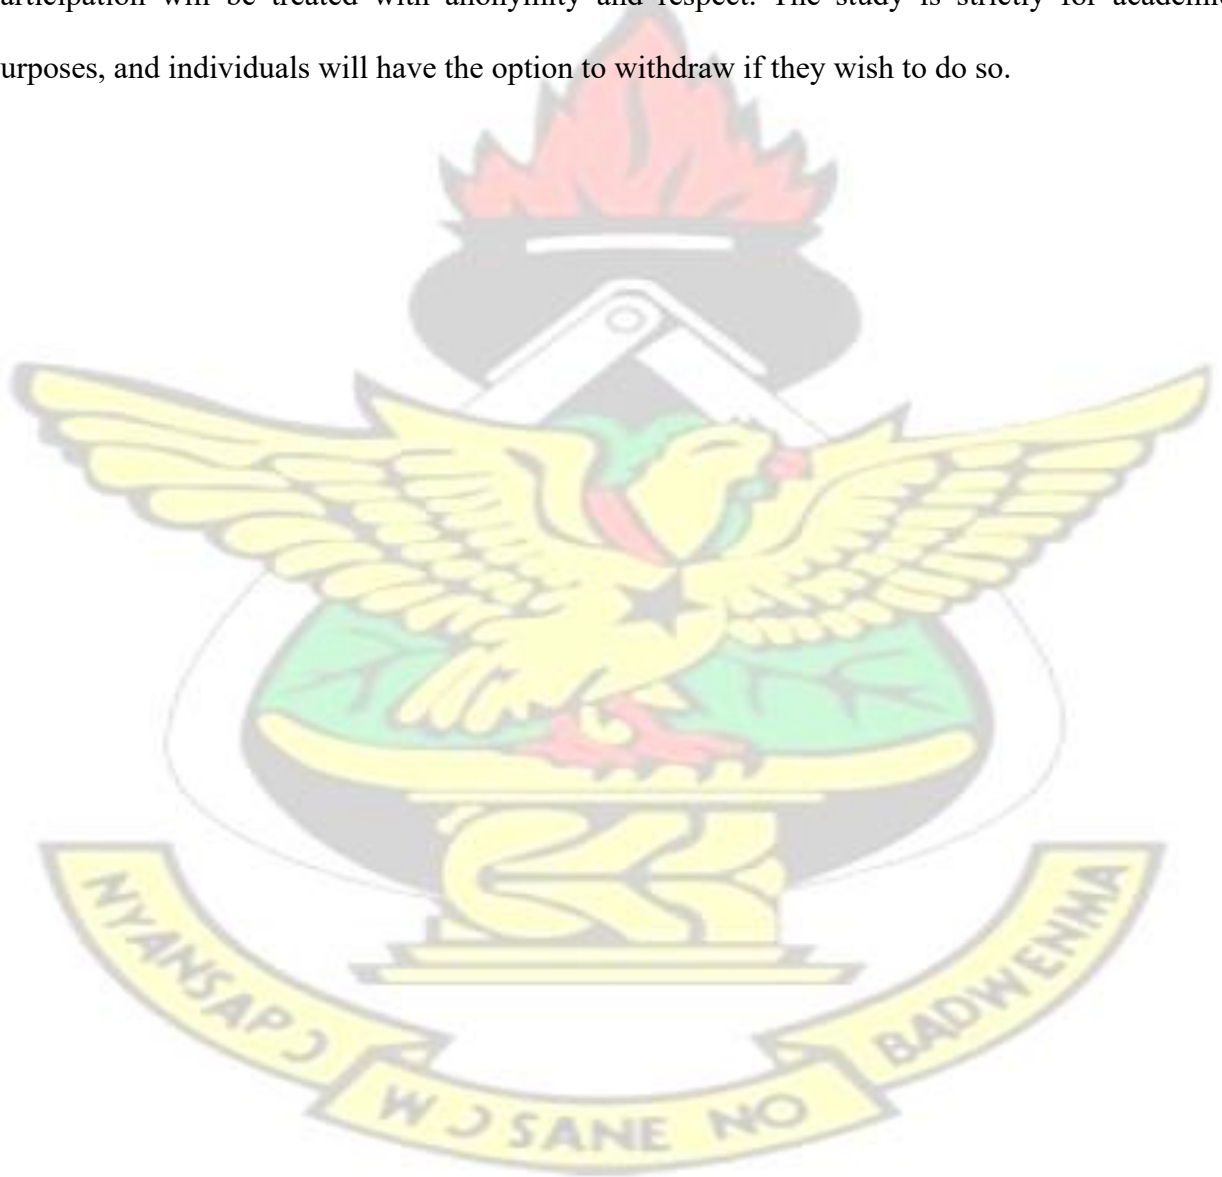 articipation will be treated with anonymity and respect. The study is strictly for academi
urposes, and individuals will have the option to withdraw if they wish to do so.
NYANSAPƆ
WƆSANE NO
BADWENMA